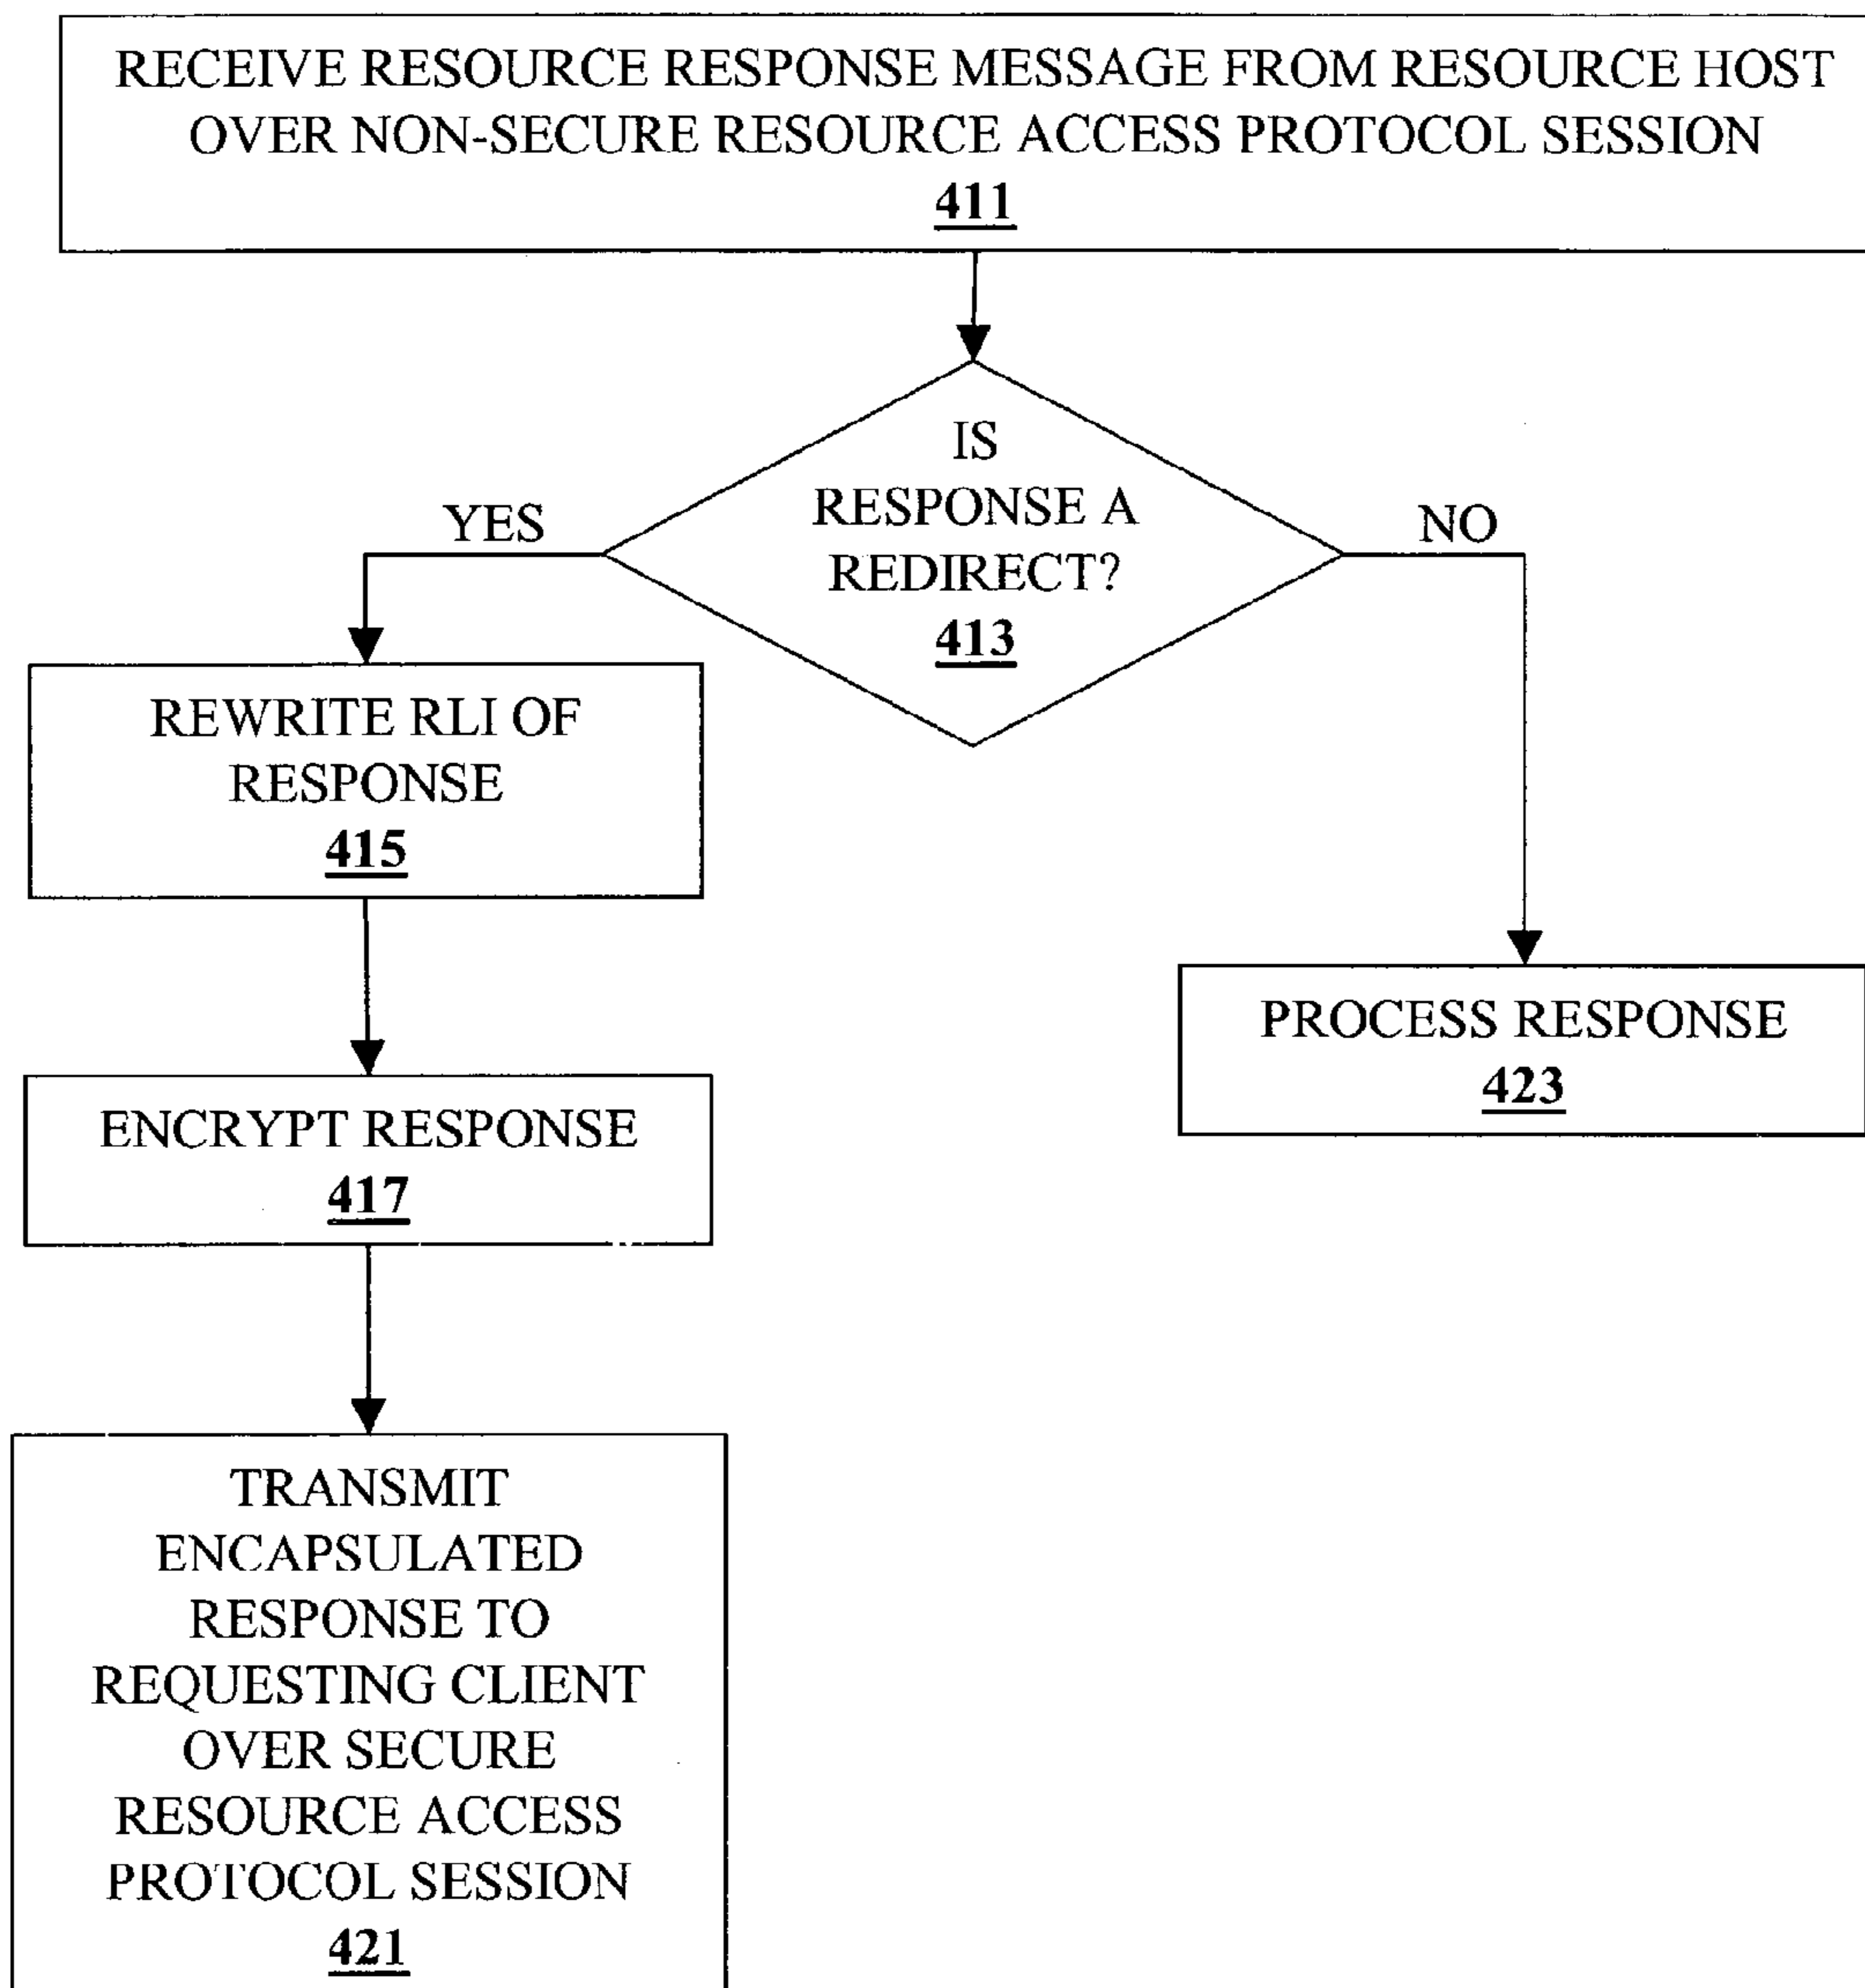 RECEIVE RESOURCE RESPONSE MESSAGE FROM RESOURCE HOST
OVER NON-SECURE RESOURCE ACCESS PROTOCOL SESSION
411
IS
RESPONSE A
REDIRECT?
413
YES
NO
REWRITE RLI OF
RESPONSE
415
PROCESS RESPONSE
423
ENCRYPT RESPONSE
417
TRANSMIT
ENCAPSULATED
RESPONSE TO
REQUESTING CLIENT
OVER SECURE
RESOURCE ACCESS
PROTOCOL SESSION
421